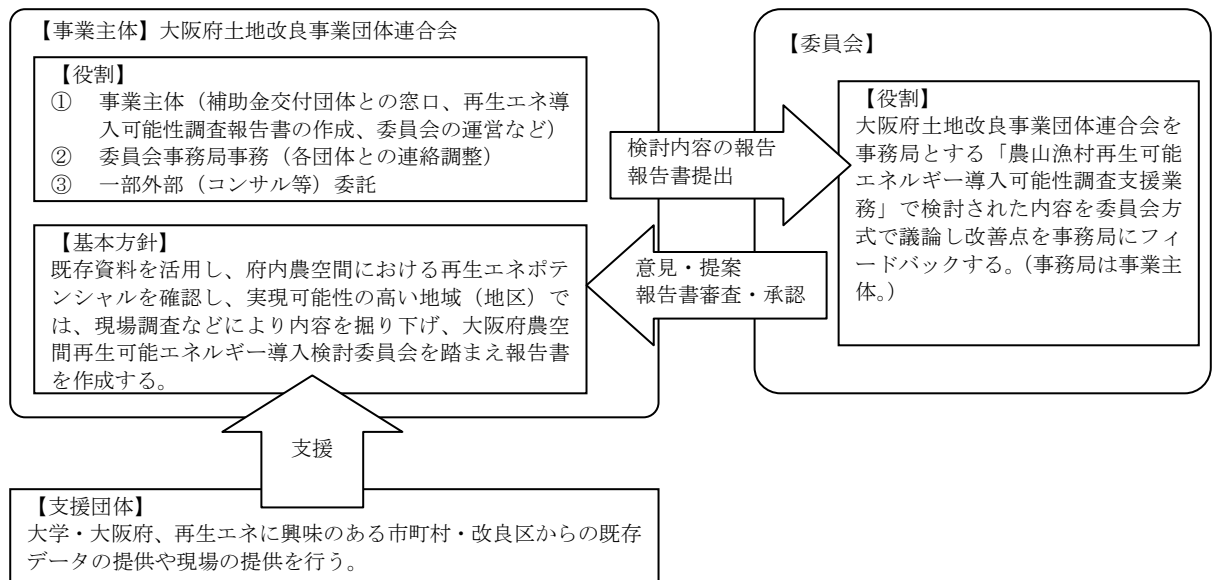 【事業主体】大阪府土地改良事業団体連合会
【役割】
① 事業主体（補助金交付団体との窓口、再生エネ導
入可能性調査報告書の作成、委員会の運営など）
② 委員会事務局事務（各団体との連絡調整）
③ 一部外部（コンサル等）委託
【基本方針】
既存資料を活用し、府内農空間における再生エネポテ
ンシャルを確認し、実現可能性の高い地域（地区）で
は、現場調査などにより内容を掘り下げ、大阪府農空
間再生可能エネルギー導入検討委員会を踏まえ報告書
を作成する。
検討内容の報告
報告書提出
意見・提案
報告書審査・承認
【委員会】
【役割】
大阪府土地改良事業団体連合会を
事務局とする「農山漁村再生可能
エネルギー導入可能性調査支援業
務」で検討された内容を委員会方
式で議論し改善点を事務局にフィ
ードバックする。（事務局は事業主
体。）
支援
【支援団体】
大学・大阪府、再生エネに興味のある市町村・改良区からの既存
データの提供や現場の提供を行う。